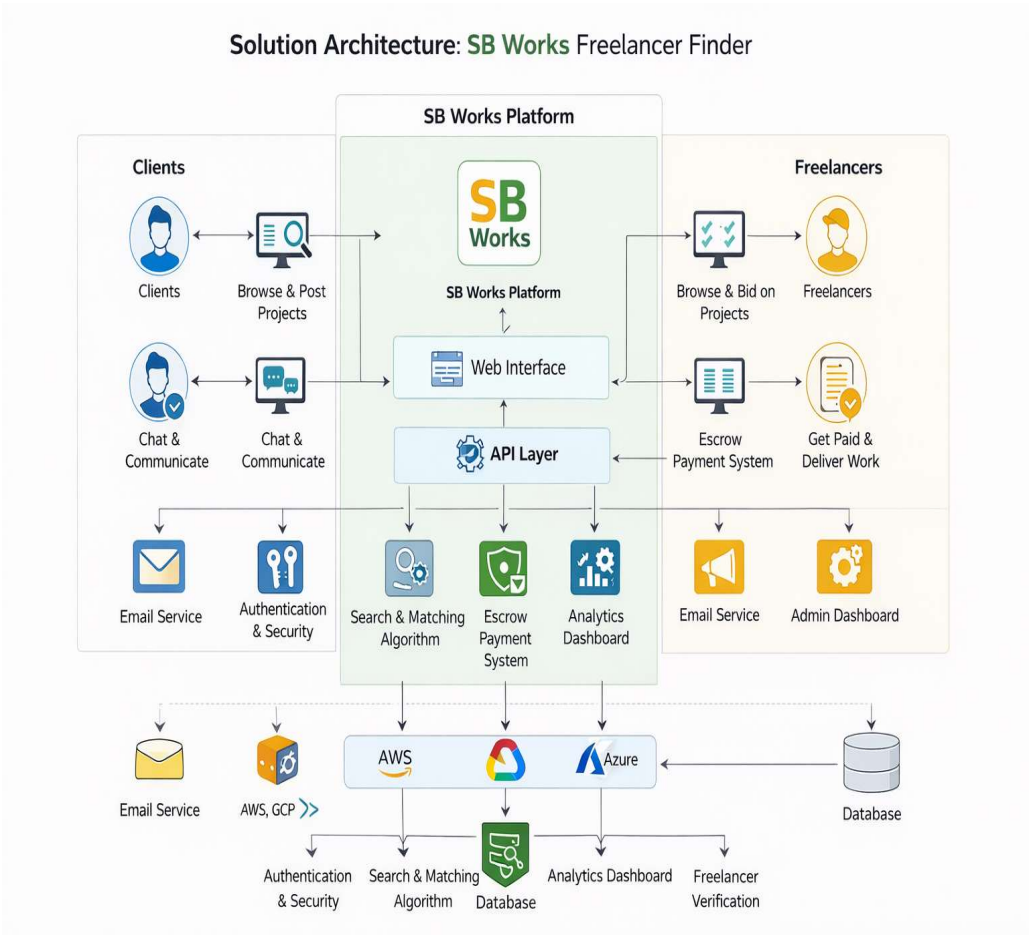 Solution Architecture: SB Works Freelancer Finder
SB Works Platform
Clients
Freelancers
SB
Works
SB Works Platform
Clients
Browse & Post
Projects
Browse & Bid on
Projects
Freelancers
Web Interface
Chat &
Communicate
Chat &
Communicate
API Layer
Escrow
Payment System
Get Paid &
Deliver Work
Email Service
Authentication
& Security
Search & Matching
Algorithm
Escrow
Payment
System
Analytics
Dashboard
Email Service
Admin Dashboard
AWS
Azure
Email Service
AWS, GCP
Database
Authentication
& Security
Search & Matching
Algorithm
Database
Analytics Dashboard
Freelancer
Verification